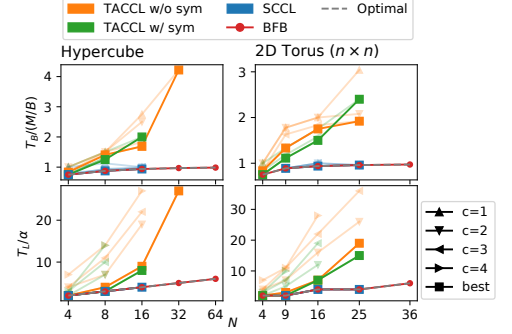 TACCL w/o sym SCCL Optimal
TACCL w/ sym BFB
Hypercube 2D Torus (n × n)
T_B/(M/B)
4
3
2
1
3
2
1
T_L/α
20
10
30
20
10
4 8 16 32 64
4 9 16 25 36
N
c=1
c=2
c=3
c=4
best